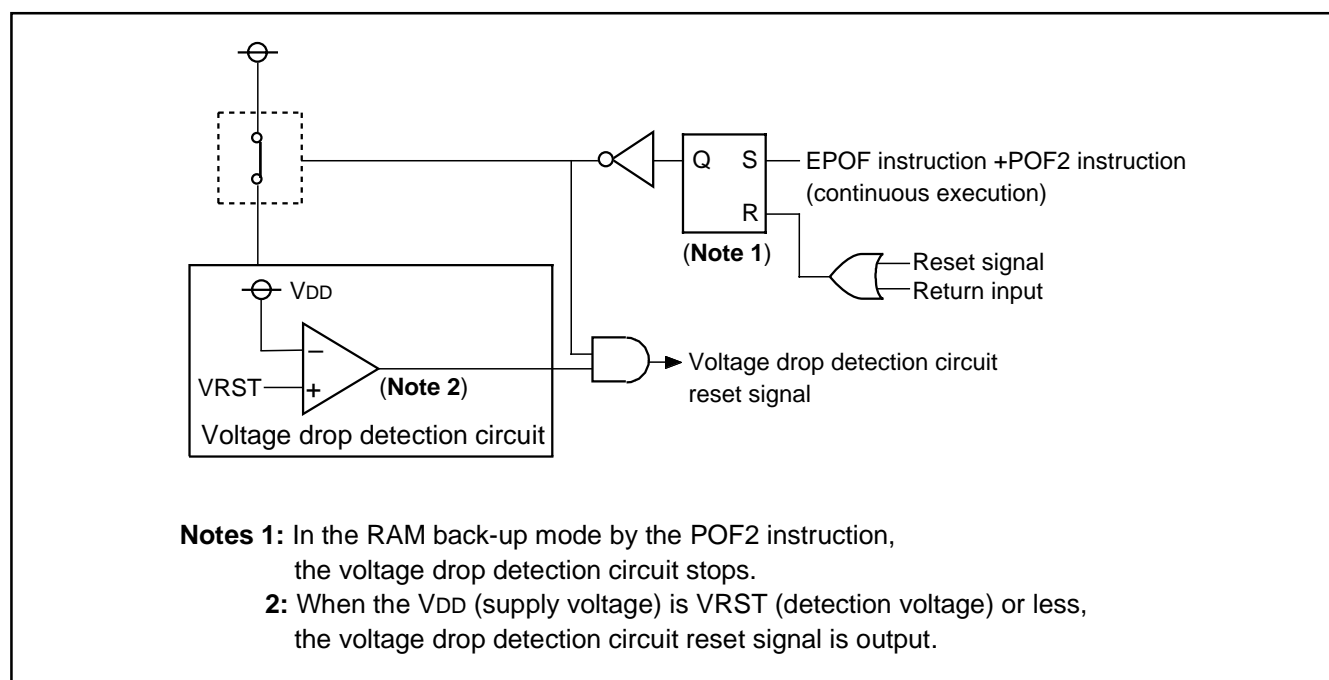 Q S
EPOF instruction +POF2 instruction
(continuous execution)
R
(Note 1)
Reset signal
Return input
VDD
−
VRST
+
(Note 2)
Voltage drop detection circuit
reset signal
Voltage drop detection circuit
Notes 1: In the RAM back-up mode by the POF2 instruction,
the voltage drop detection circuit stops.
2: When the VDD (supply voltage) is VRST (detection voltage) or less,
the voltage drop detection circuit reset signal is output.